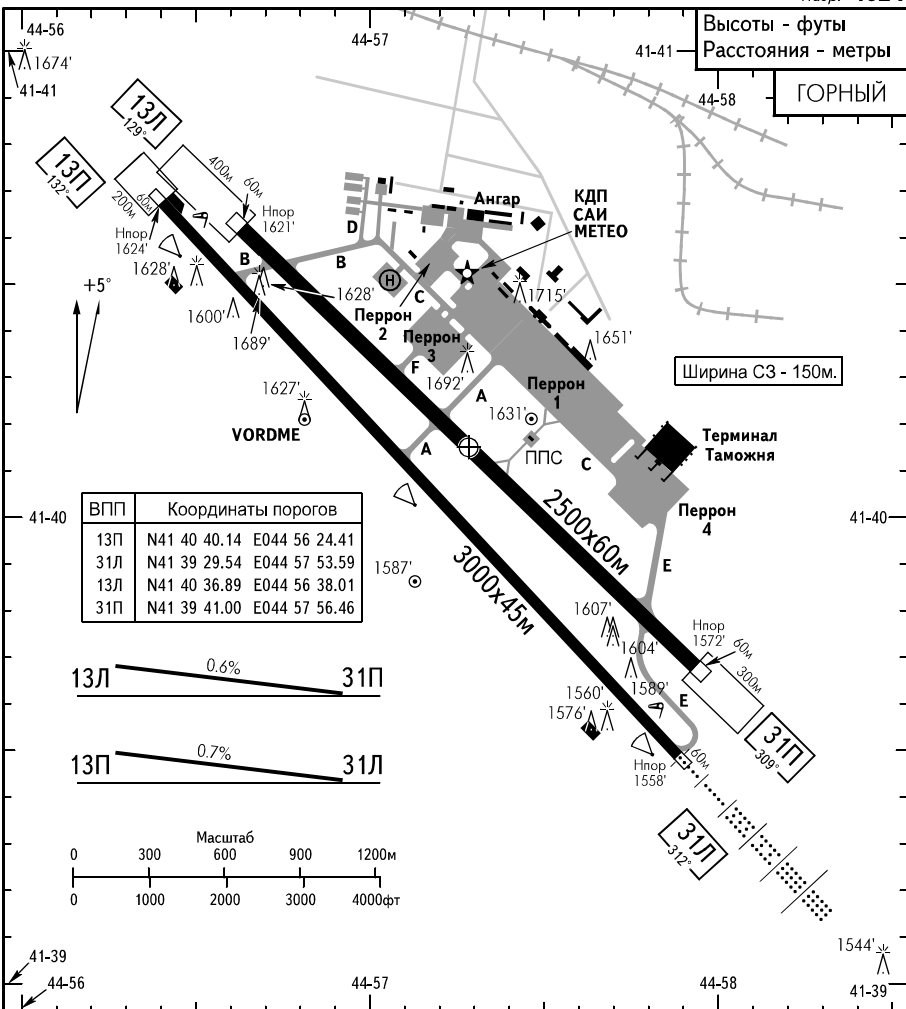 44-56
44-57
41-41
Высоты - футы
Расстояния - метры
44-58
ГОРНЫЙ
1674'
41-41
13Л
129°
13П
132°
400м
60м
200м
60м
Нпор
1621'
Нпор
1624'
Ангар
КДП
САИ
МЕТЕО
D
B
B
H
C
1628'
1628'
1715'
+5°
1600'
1689'
Перрон
2
Перрон
3
1651'
F
1692'
Ширина СЗ - 150м.
1627'
A
Перрон
1
VORDME
1631'
A
ППС
C
Терминал
Таможня
ВПП Координаты порогов
13П N41 40 40.14 E044 56 24.41
31Л N41 39 29.54 E044 57 53.59
13Л N41 40 36.89 E044 56 38.01
31П N41 39 41.00 E044 57 56.46
41-40
2500x60м
Перрон
4
41-40
1587'
3000x45м
E
1607'
1604'
Нпор
1572'
60м
300м
1589'
E
13Л 0.6% 31П
1560'
1576'
31П
309°
13П 0.7% 31Л
Нпор
1558'
60м
31Л
312°
Масштаб
0 300 600 900 1200м
0 1000 2000 3000 4000фт
1544'
41-39
44-56
44-57
44-58
41-39